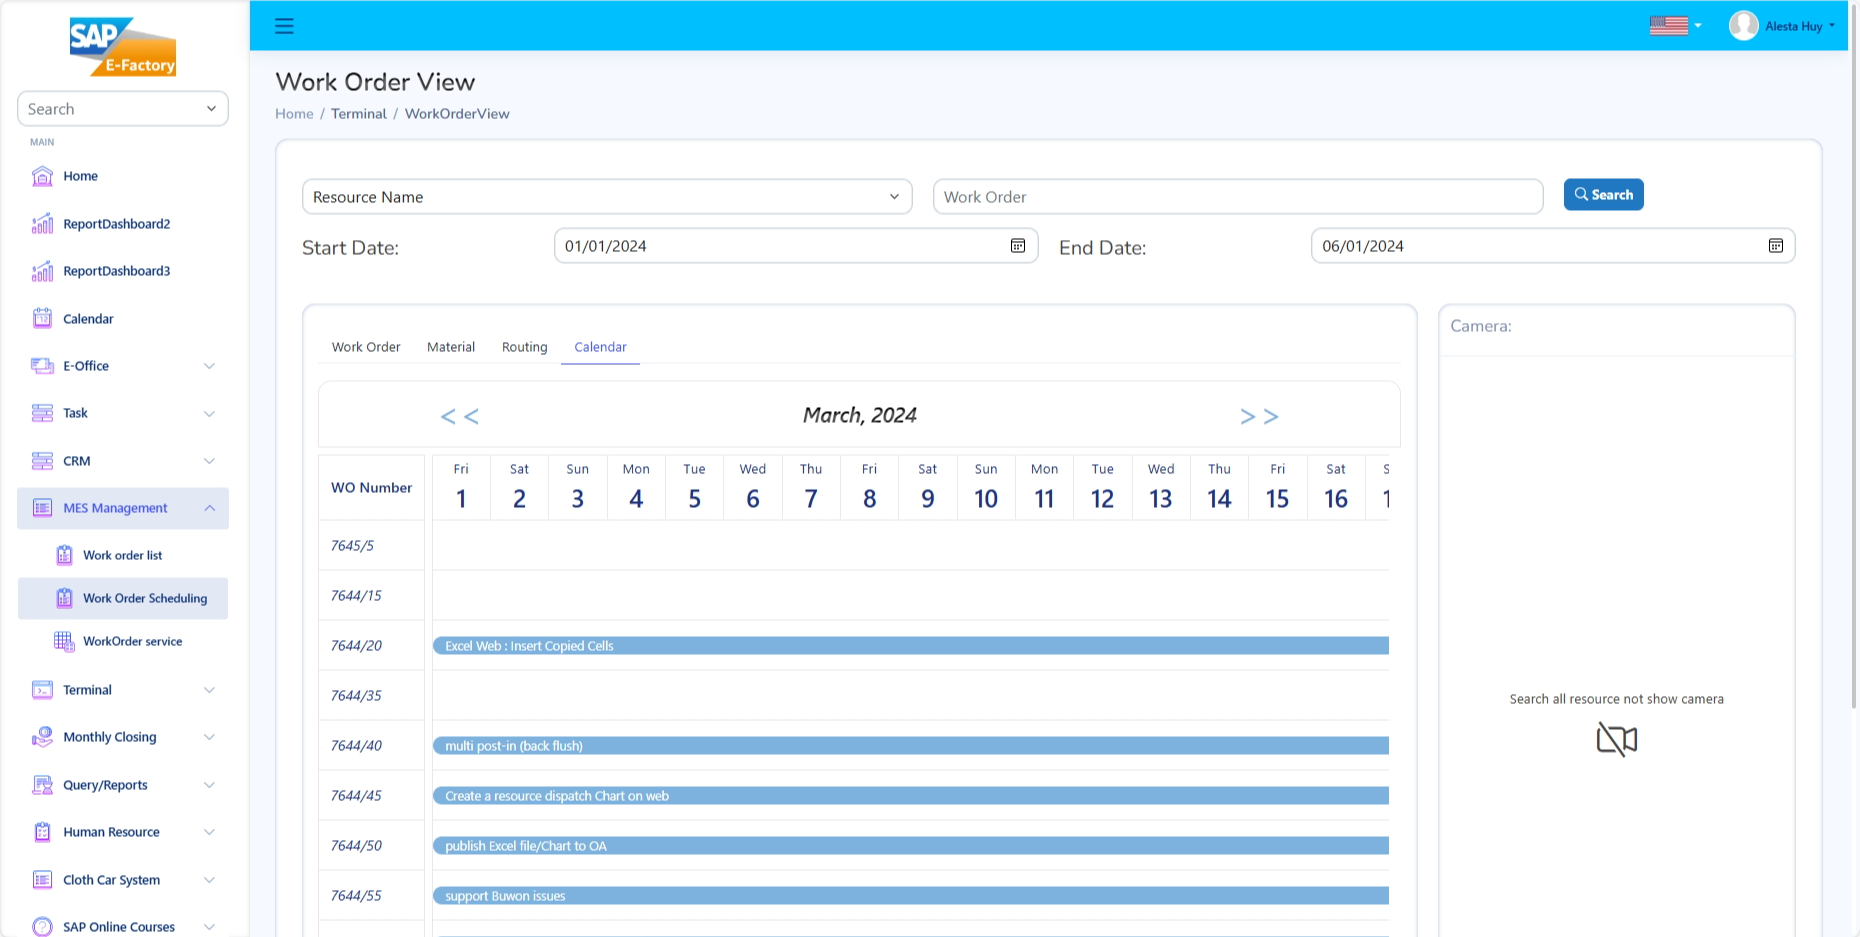 SAP
E-Factory
Search
MAIN
Home
ReportDashboard2
ReportDashboard3
Calendar
E-Office
Task
CRM
MES Management
Work order list
Work Order Scheduling
WorkOrder service
Terminal
Monthly Closing
Query/Reports
Human Resource
Cloth Car System
SAP Online Courses
Alesta Huy
Work Order View
Home / Terminal / WorkOrderView
Resource Name
Work Order
Search
Start Date:
01/01/2024
End Date:
06/01/2024
Work Order Material Routing Calendar
<< March, 2024 >>
WO Number
Fri Sat Sun Mon Tue Wed Thu Fri Sat Sun Mon Tue Wed Thu Fri Sat S
1 2 3 4 5 6 7 8 9 10 11 12 13 14 15 16 1
7645/5
7644/15
7644/20 Excel Web : Insert Copied Cells
7644/35
7644/40 multi post-in (back flush)
7644/45 Create a resource dispatch Chart on web
7644/50 publish Excel file/Chart to OA
7644/55 support Buwon issues
Camera:
Search all resource not show camera